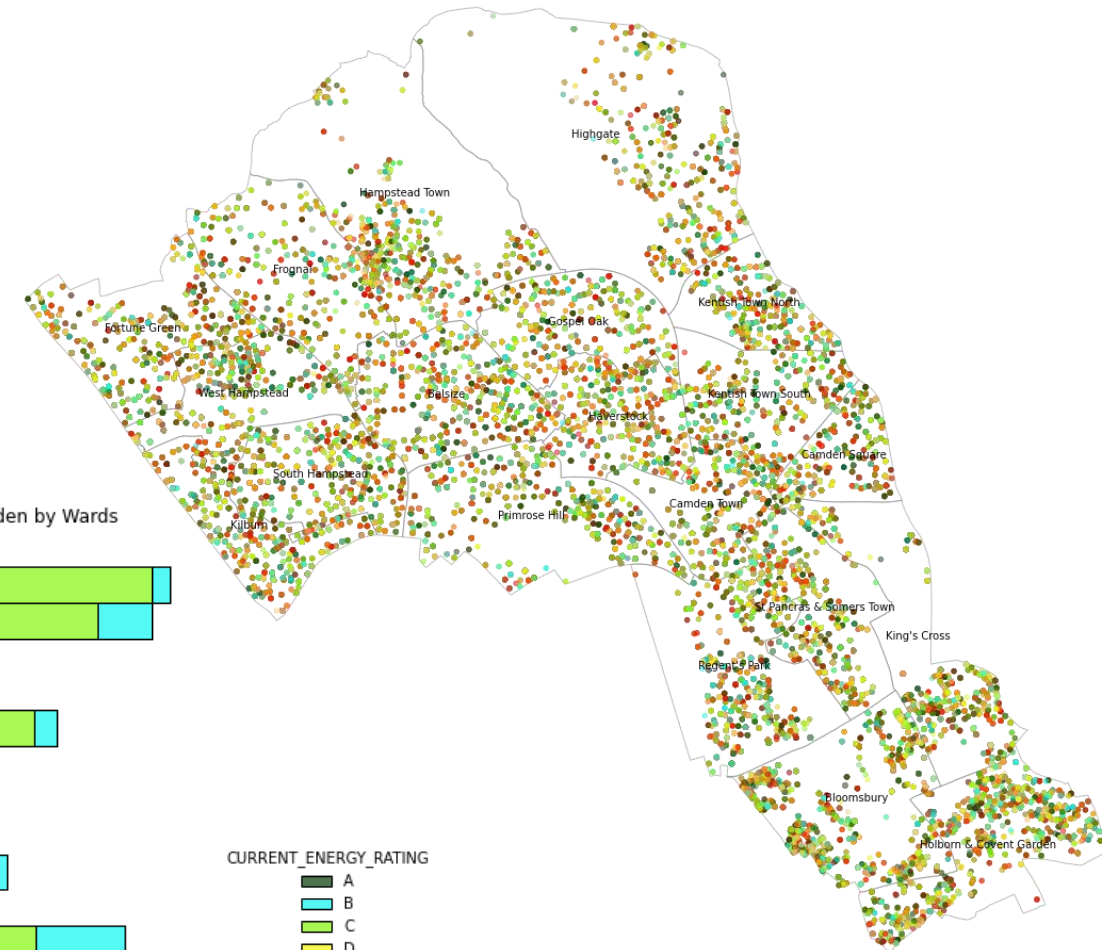 Highgate
Hampstead Town
Frognal
Kentish Town North
Gospel Oak
Fortune Green
West Hampstead
Belsize
Kentish Town South
Haverstock
Camden Square
South Hampstead
Camden Town
Primrose Hill
Kilburn
den by Wards
St Pancras & Somers Town
King's Cross
Regent's Park
Bloomsbury
Holborn & Covent Garden
CURRENT_ENERGY_RATING
A
B
C
D